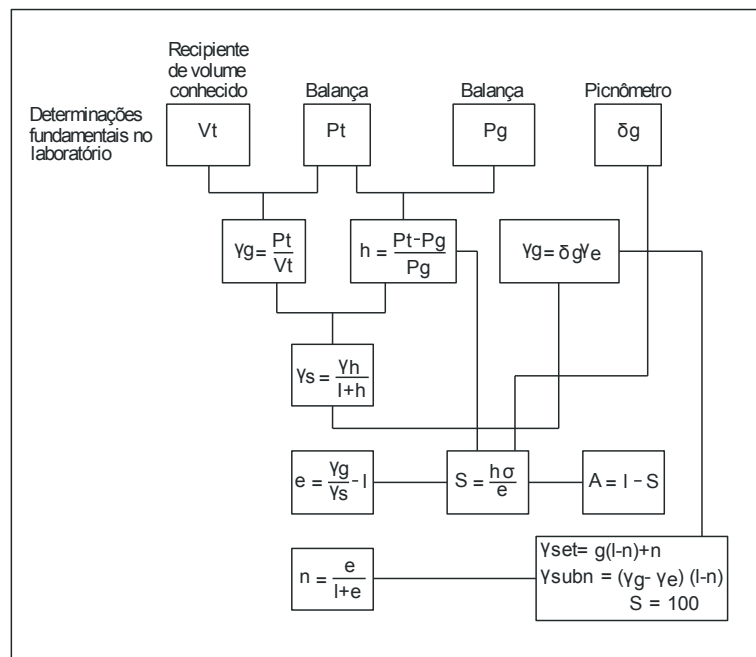 Recipiente
de volume
conhecido
Balança
Balança
Picnômetro
Determinações
fundamentais no
laboratório
Vt
Pt
Pg
δg
γg = Pt/Vt
h = Pt-Pg/Pg
γg = δgγe
γs = γh/l+h
e = γg/γs - l
S = hσ/e
A = l - S
n = e/l+e
γset= g(l-n)+n
γsubn = (γg- γe) (l-n)
S = 100